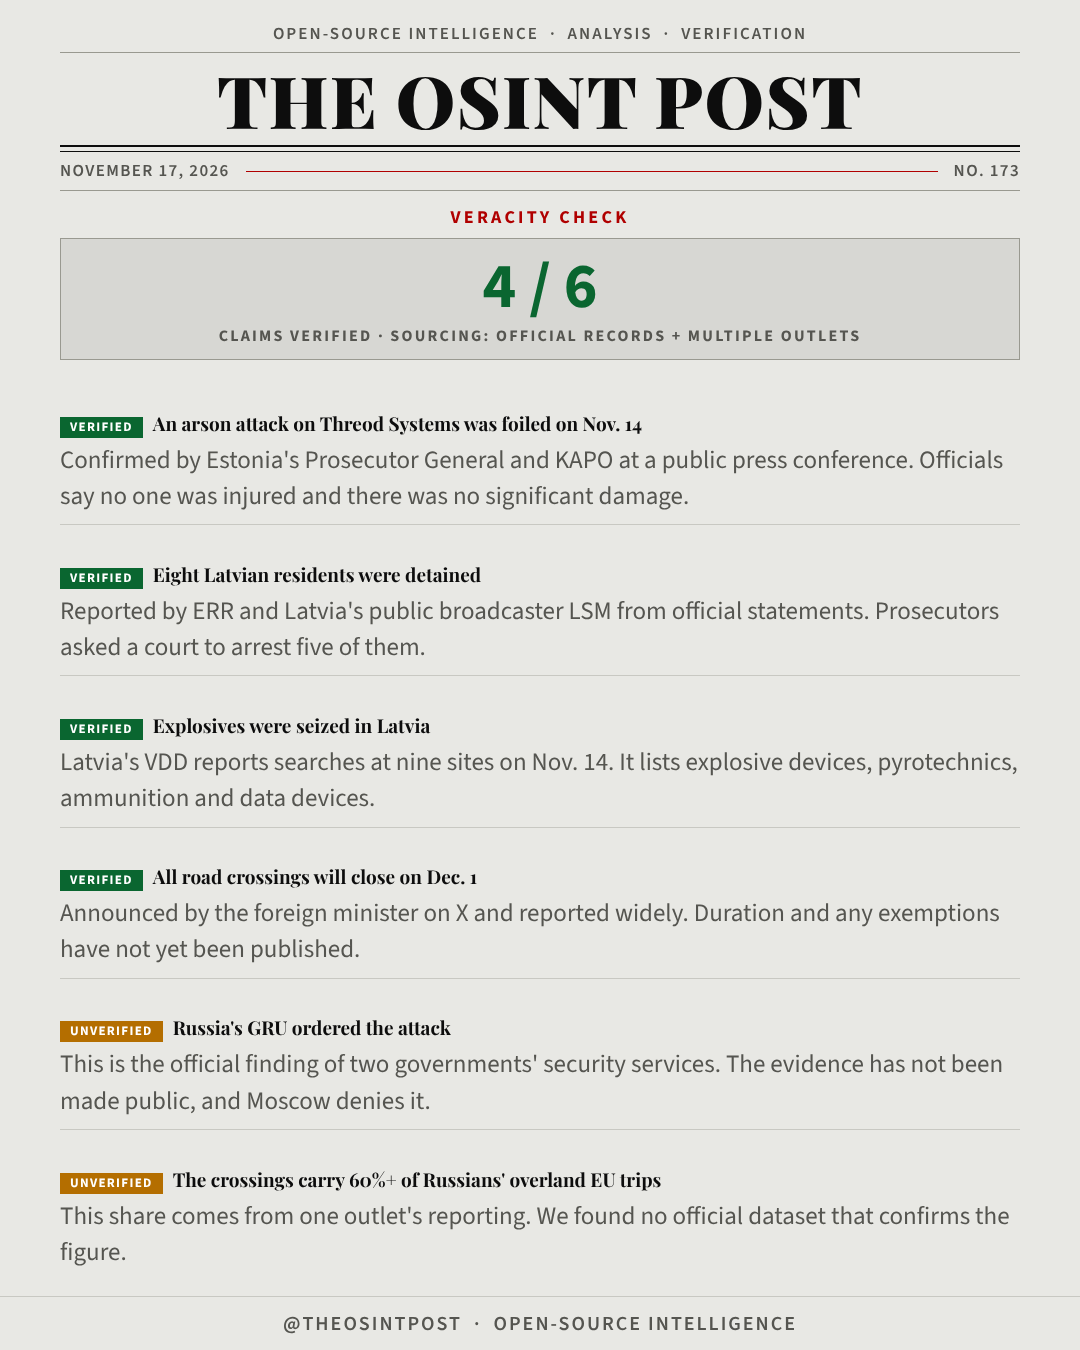 OPEN-SOURCE INTELLIGENCE · ANALYSIS · VERIFICATION
THE OSINT POST
NOVEMBER 17, 2026 NO. 173
VERACITY CHECK
4 / 6
CLAIMS VERIFIED · SOURCING: OFFICIAL RECORDS + MULTIPLE OUTLETS
VERIFIED An arson attack on Threod Systems was foiled on Nov. 14
Confirmed by Estonia's Prosecutor General and KAPO at a public press conference. Officials
say no one was injured and there was no significant damage.
VERIFIED Eight Latvian residents were detained
Reported by ERR and Latvia's public broadcaster LSM from official statements. Prosecutors
asked a court to arrest five of them.
VERIFIED Explosives were seized in Latvia
Latvia's VDD reports searches at nine sites on Nov. 14. It lists explosive devices, pyrotechnics,
ammunition and data devices.
VERIFIED All road crossings will close on Dec. 1
Announced by the foreign minister on X and reported widely. Duration and any exemptions
have not yet been published.
UNVERIFIED Russia's GRU ordered the attack
This is the official finding of two governments' security services. The evidence has not been
made public, and Moscow denies it.
UNVERIFIED The crossings carry 60%+ of Russians' overland EU trips
This share comes from one outlet's reporting. We found no official dataset that confirms the
figure.
@THEOSINTPOST · OPEN-SOURCE INTELLIGENCE